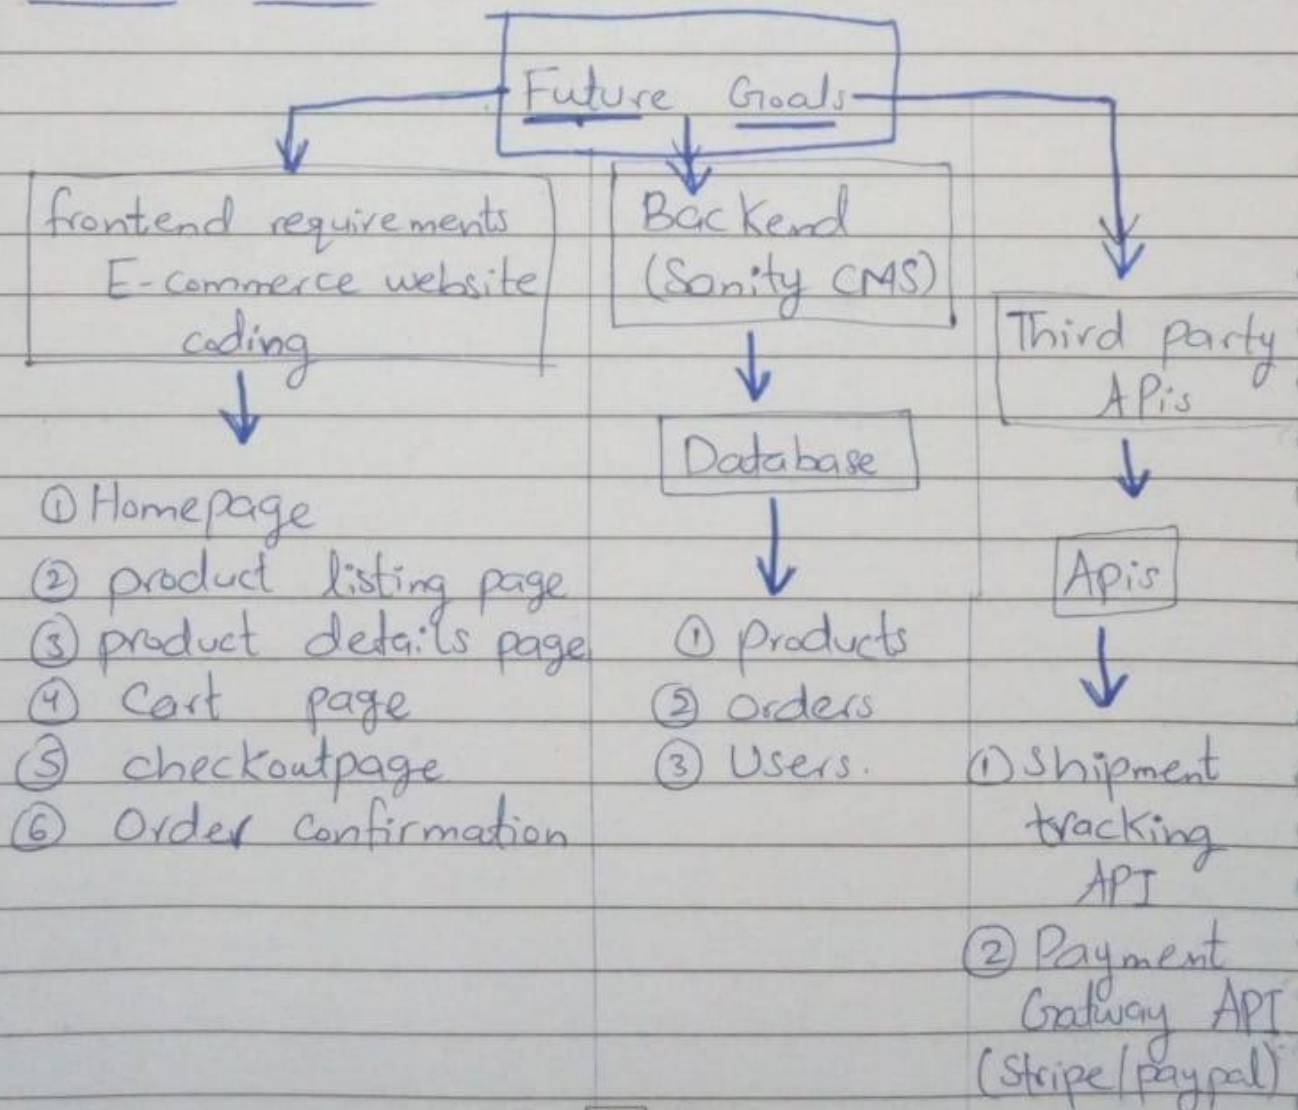 Future Goals
frontend requirements
E-commerce website
coding
① Homepage
② product listing page
③ product details page
④ Cart page
⑤ checkoutpage
⑥ Order Confirmation
Backend
(Sanity CMS)
Database
① Products
② Orders
③ Users.
Third party
APis
Apis
① Shipment
tracking
API
② Payment
Gatway API
(Stripe/paypal)